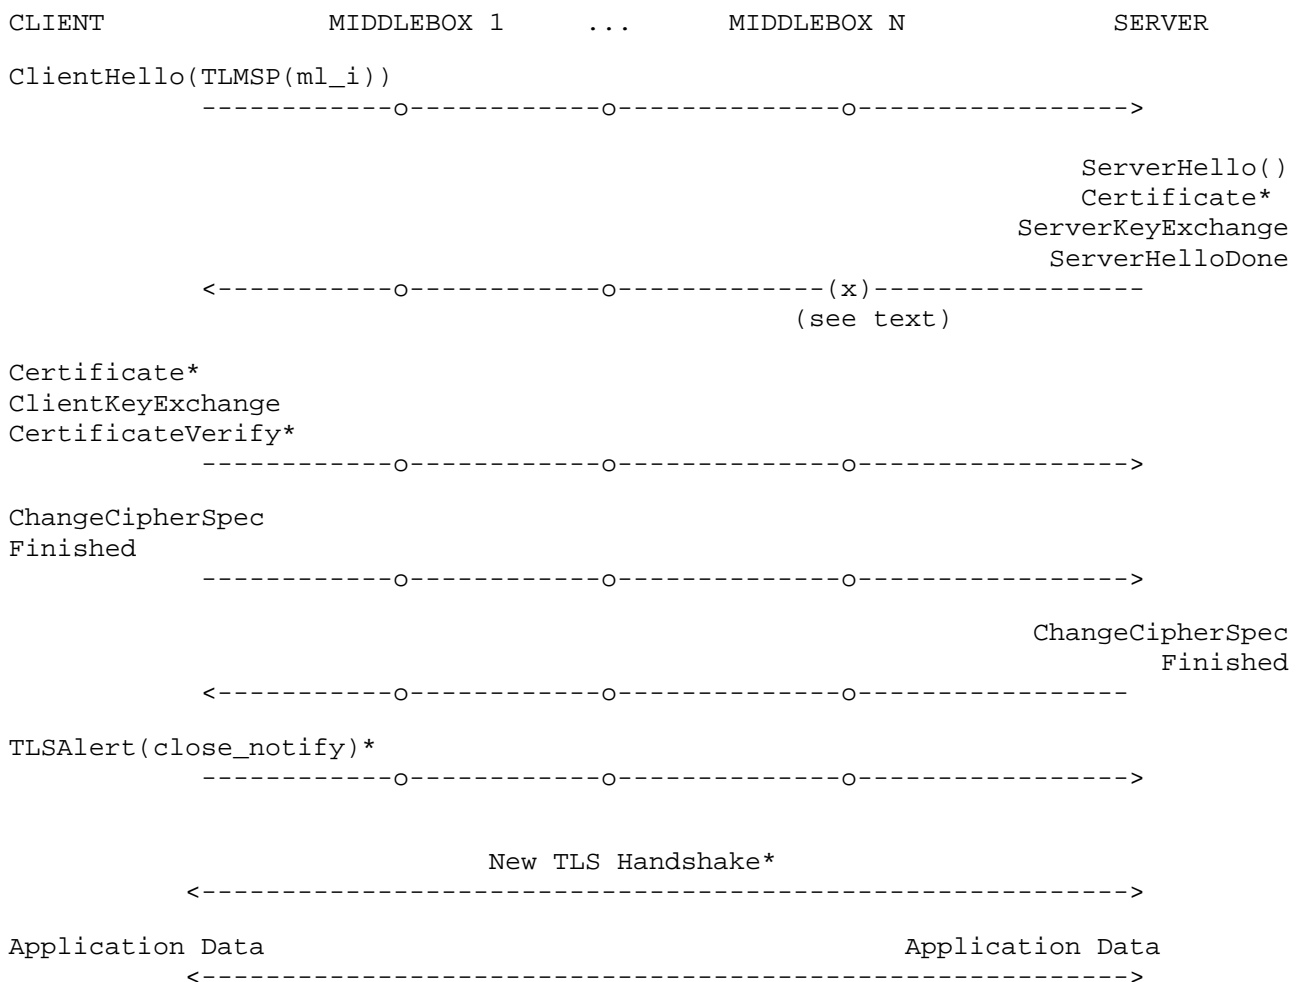 CLIENT MIDDLEBOX 1 ... MIDDLEBOX N SERVER
ClientHello(TLMSP(ml_i))
------------o------------o--------------o---------------->
ServerHello()
Certificate*
ServerKeyExchange
ServerHelloDone
<-----------o------------o-------------(x)-----------------
(see text)
Certificate*
ClientKeyExchange
CertificateVerify*
------------o------------o--------------o---------------->
ChangeCipherSpec
Finished
------------o------------o--------------o---------------->
ChangeCipherSpec
Finished
<-----------o------------o--------------o-----------------
TLSAlert(close_notify)*
------------o------------o--------------o---------------->
New TLS Handshake*
<---------------------------------------------------------->
Application Data Application Data
<---------------------------------------------------------->